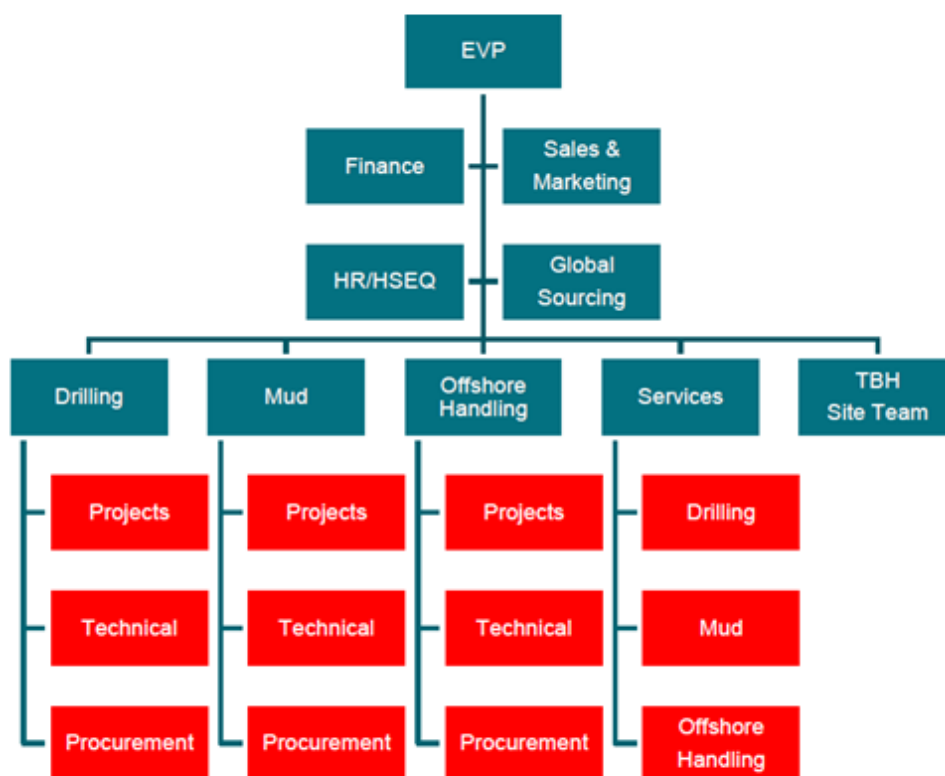 EVP
Finance
Sales &
Marketing
HR/HSEQ
Global
Sourcing
Drilling
Mud
Offshore
Handling
Services
TBH
Site Team
Projects
Projects
Projects
Drilling
Technical
Technical
Technical
Mud
Procurement
Procurement
Procurement
Offshore
Handling